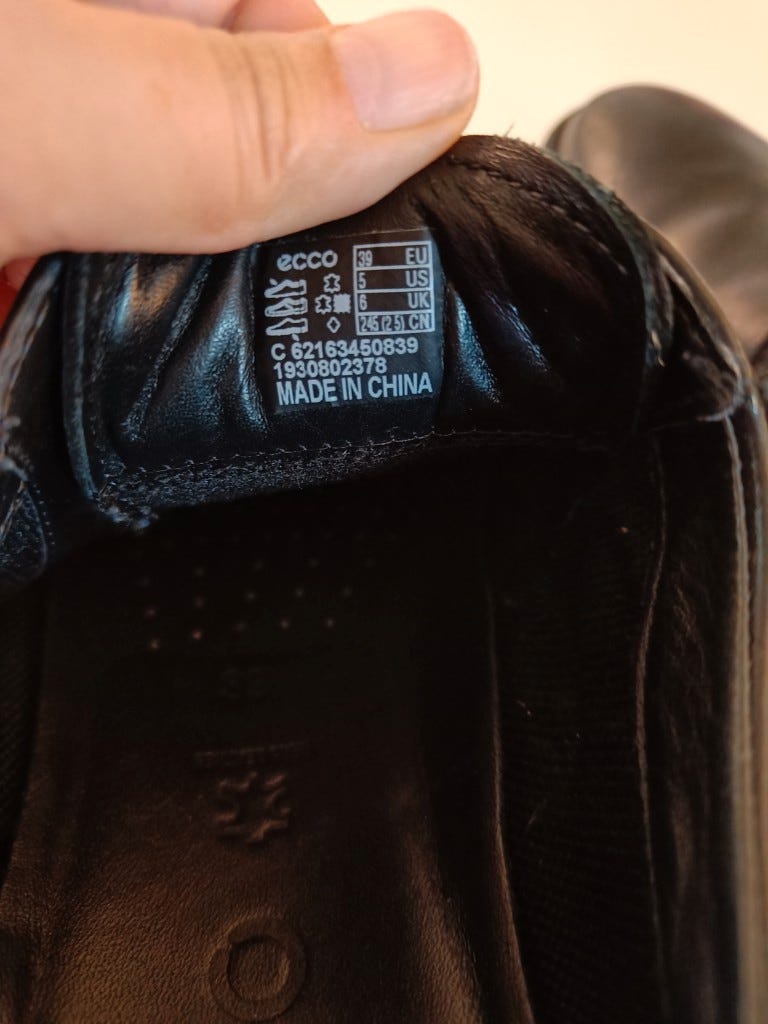 ecco
39 EU
5 US
6 UK
245 (2.5) CN
C 62163450839
1930802378
MADE IN CHINA